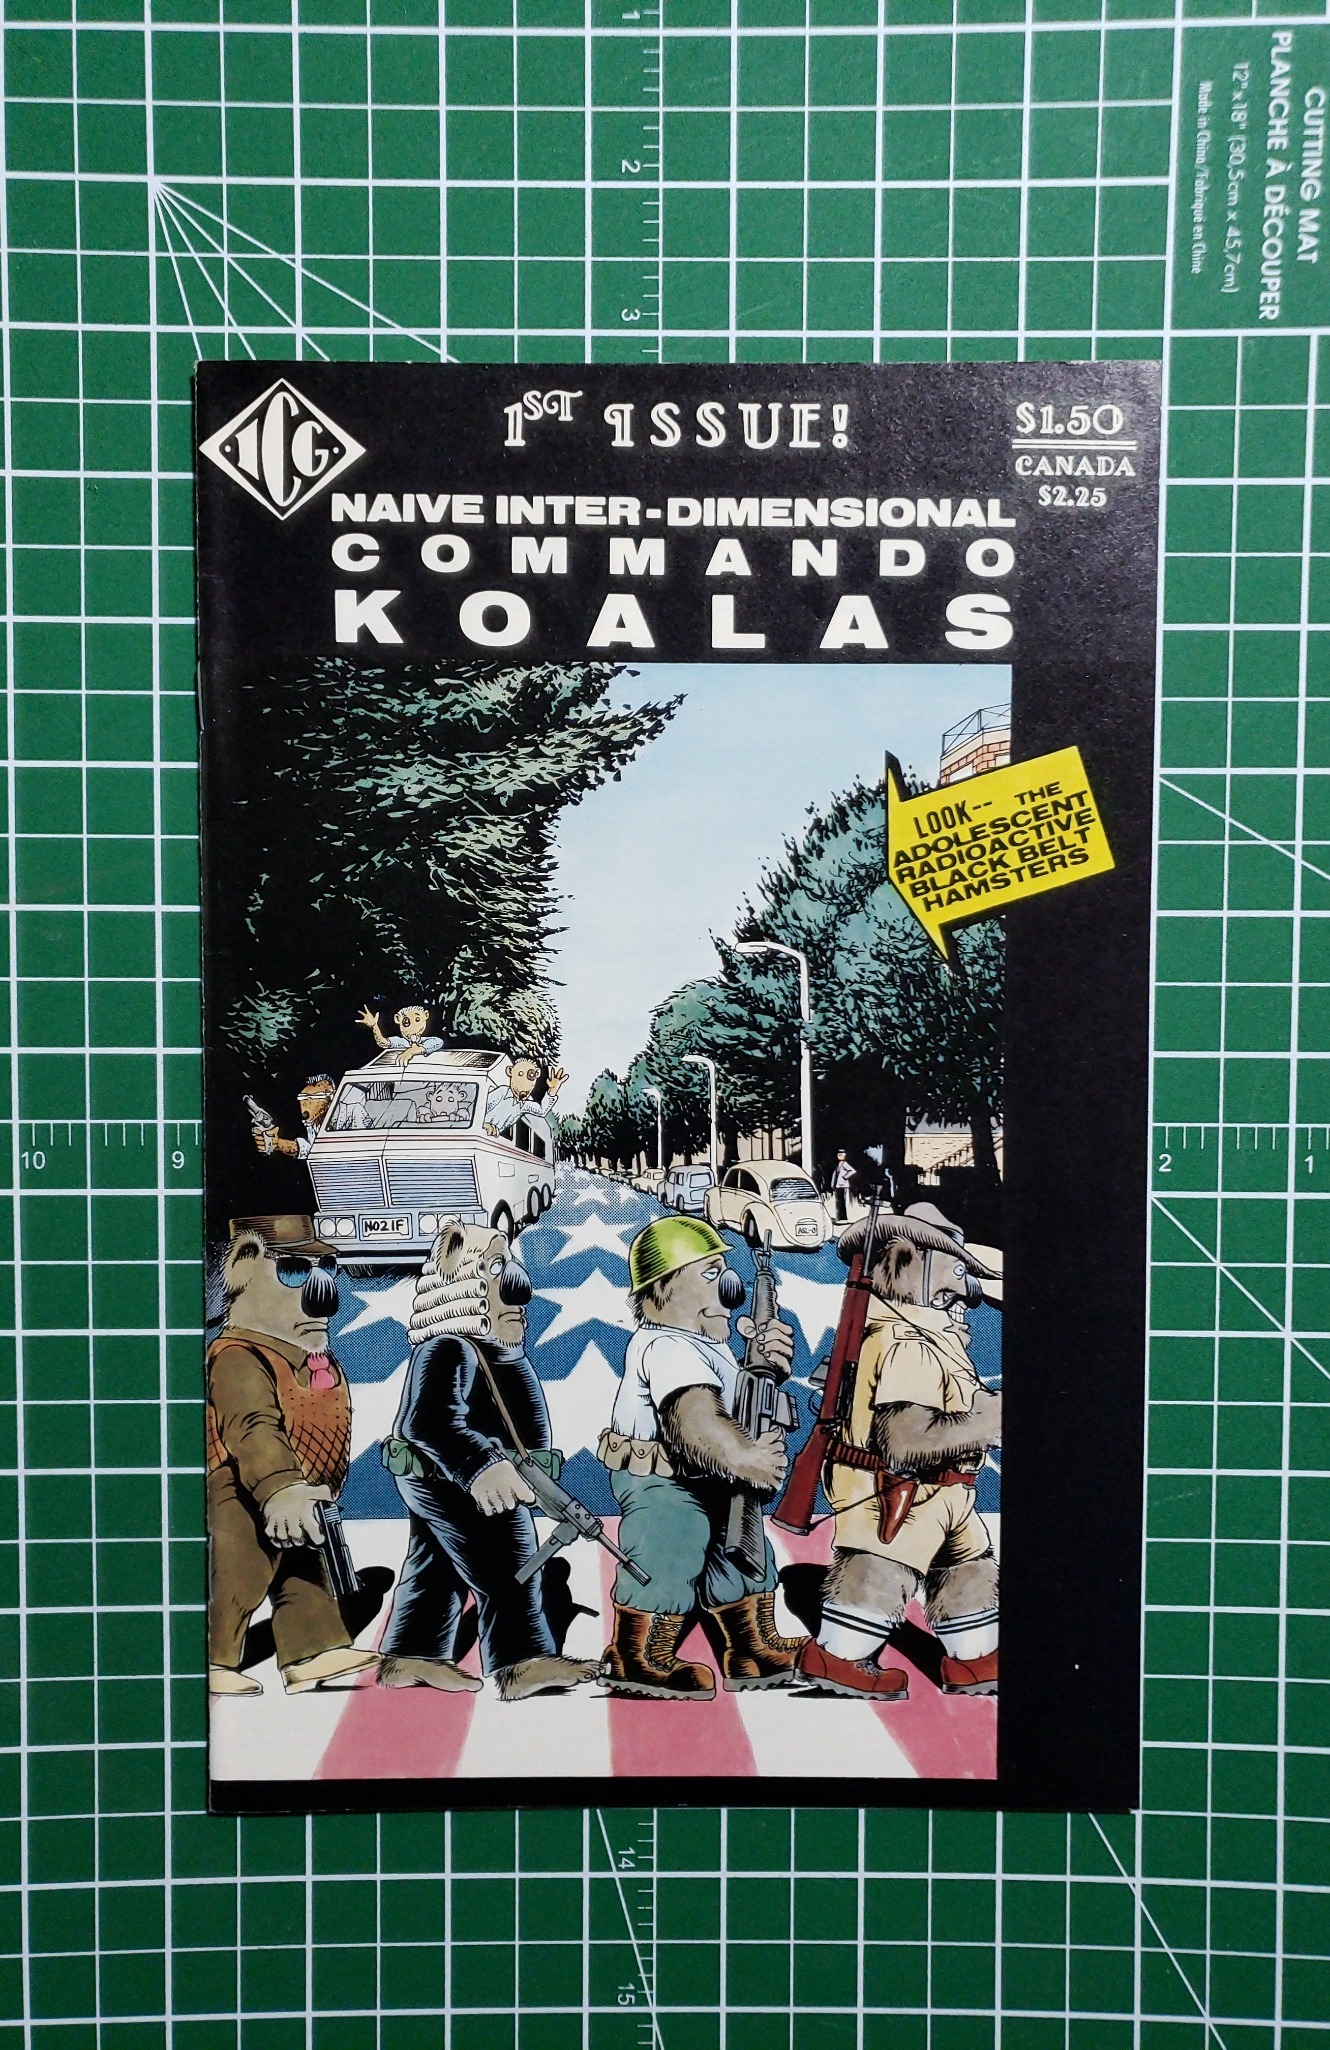 CUTTING MAT
PLANCHE À DÉCOUPER
12" x 18" (30,5cm x 45,7cm)
Made in China/Fabriqué en Chine
1
2
3
ICG
1ST ISSUE!
$1.50
CANADA
$2.25
NAIVE INTER-DIMENSIONAL
COMMANDO
KOALAS
LOOK-- THE
ADOLESCENT
RADIOACTIVE
BLACK BELT
HAMSTERS
NO21F
10
9
2
1
14
15